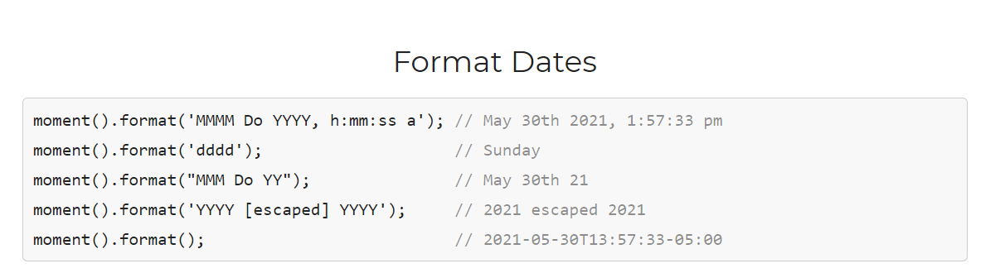 Format Dates
moment().format('MMMM Do YYYY, h:mm:ss a'); // May 30th 2021, 1:57:33 pm
moment().format('dddd');                    // Sunday
moment().format("MMM Do YY");               // May 30th 21
moment().format('YYYY [escaped] YYYY');     // 2021 escaped 2021
moment().format();                          // 2021-05-30T13:57:33-05:00